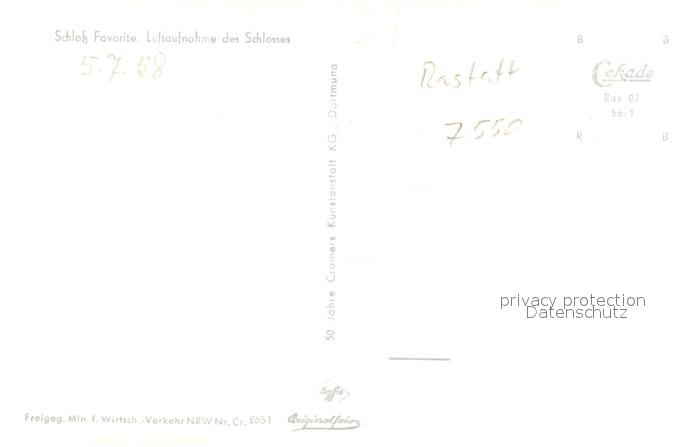 Schloß Favorite. Luftaufnahme des Schlosses
5.7.58
50 Jahre Cramers Kunstanstalt KG, Dortmund
Rastatt
7550
B B
Cekade
Ras 07
56/1
R B
privacy protection
Datenschutz
Agfa
Freigeg. Min. f. Wirtsch.-Verkehr NRW Nr. Cr. 2651
Originalfoto